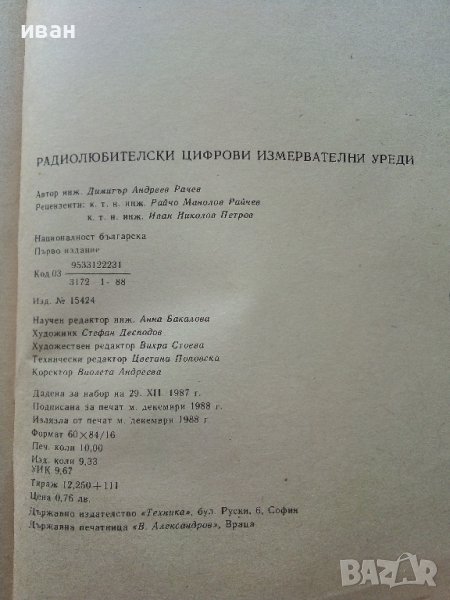 иван
РАДИОЛЮБИТЕЛСКИ ЦИФРОВИ ИЗМЕРВАТЕЛНИ УРЕДИ
Автор инж. Димитър Андреев Рачев
Рецензенти: к. т. н. инж. Райчо Манолов Райчев
к. т. н. инж. Иван Николов Петров
Националност българска
Първо издание
Код 03 9533122231
3172 1- 88
Изд. № 15424
Научен редактор инж. Анна Бакалова
Художник Стефан Десподов
Художествен редактор Вихра Стоева
Технически редактор Цветана Поповска
Коректор Виолета Андреева
Дадена за набор на 29. XII. 1987 г.
Подписана за печат м. декември 1988 г.
Излязла от печат м. декември 1988 г.
Формат 60×84/16
Печ. коли 10,00
Изд. коли 9,33
УИК 9,67
Тираж 12,250+111
Цена 0,76 лв.
Държавно издателство «Техника», бул. Руски, 6, София
Държавна печатница «В. Александров», Враца
BAZAR